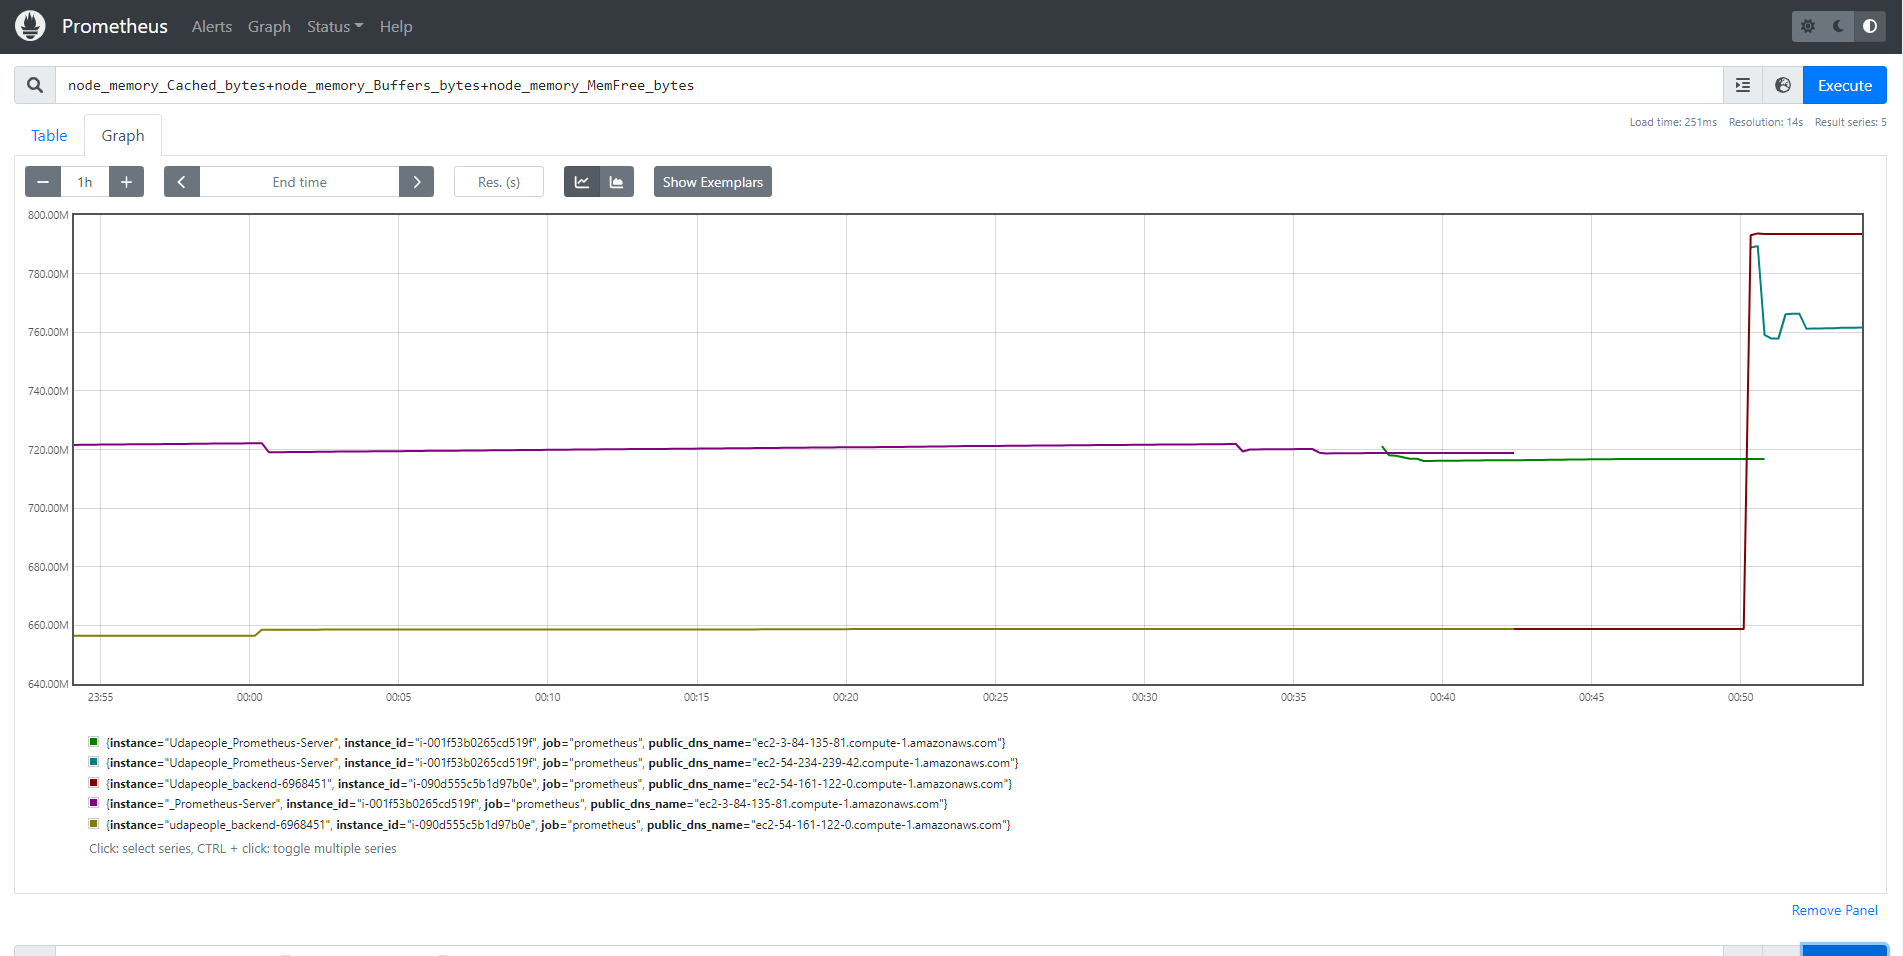 Prometheus Alerts Graph Status Help
node_memory_Cached_bytes+node_memory_Buffers_bytes+node_memory_MemFree_bytes Execute
Load time: 251ms Resolution: 14s Result series: 5
Table Graph
1h End time Res. (s) Show Exemplars
800.00M
780.00M
760.00M
740.00M
720.00M
700.00M
680.00M
660.00M
640.00M
23:55 00:00 00:05 00:10 00:15 00:20 00:25 00:30 00:35 00:40 00:45 00:50
{instance="Udapeople_Prometheus-Server", instance_id="i-001f53b0265cd519f", job="prometheus", public_dns_name="ec2-3-84-135-81.compute-1.amazonaws.com"}
{instance="Udapeople_Prometheus-Server", instance_id="i-001f53b0265cd519f", job="prometheus", public_dns_name="ec2-54-234-239-42.compute-1.amazonaws.com"}
{instance="Udapeople_backend-6968451", instance_id="i-090d555c5b1d97b0e", job="prometheus", public_dns_name="ec2-54-161-122-0.compute-1.amazonaws.com"}
{instance="_Prometheus-Server", instance_id="i-001f53b0265cd519f", job="prometheus", public_dns_name="ec2-3-84-135-81.compute-1.amazonaws.com"}
{instance="udapeople_backend-6968451", instance_id="i-090d555c5b1d97b0e", job="prometheus", public_dns_name="ec2-54-161-122-0.compute-1.amazonaws.com"}
Click: select series, CTRL + click: toggle multiple series
Remove Panel